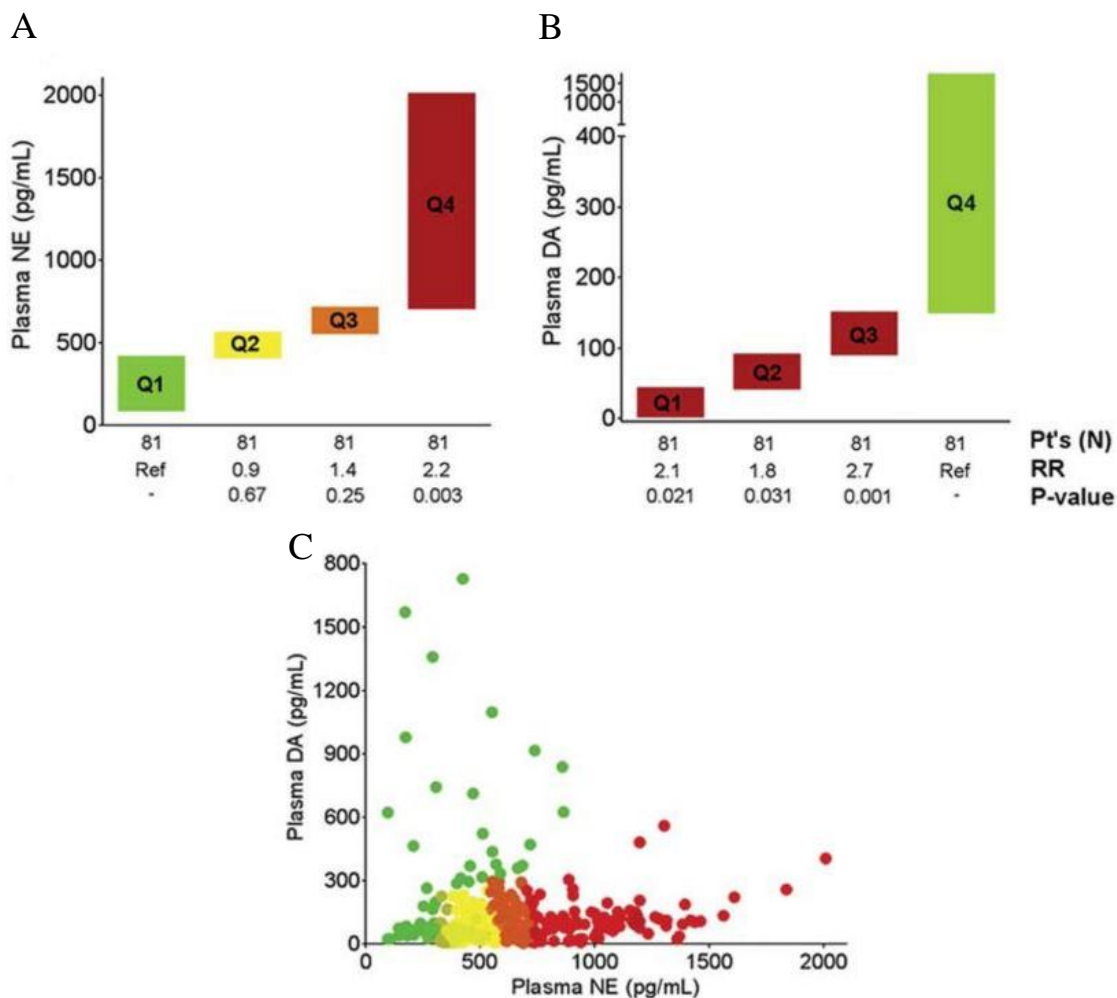 A
B
Plasma NE (pg/mL)
2000
1500
1000
500
0
Q1
Q2
Q3
Q4
81 81 81 81
Ref 0.9 1.4 2.2
- 0.67 0.25 0.003
Plasma DA (pg/mL)
1500
1000
400
300
200
100
0
Q1
Q2
Q3
Q4
81 81 81 81 Pt's (N)
2.1 1.8 2.7 Ref RR
0.021 0.031 0.001 - P-value
C
Plasma DA (pg/mL)
800
1500
1200
900
600
300
0
0 500 1000 1500 2000
Plasma NE (pg/mL)